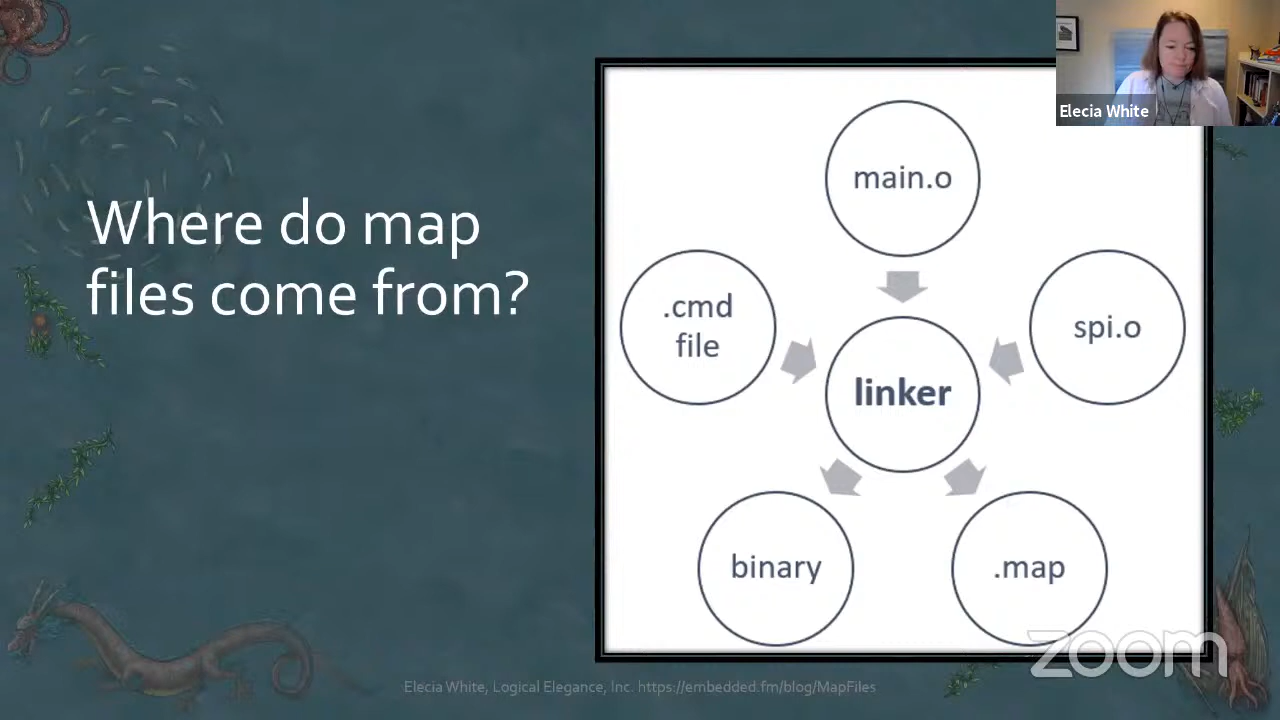 Elecia White
Where do map
files come from?
main.o
.cmd
file
spi.o
linker
binary
.map
zoom
Elecia White, Logical Elegance, Inc. https://embedded.fm/blog/MapFiles